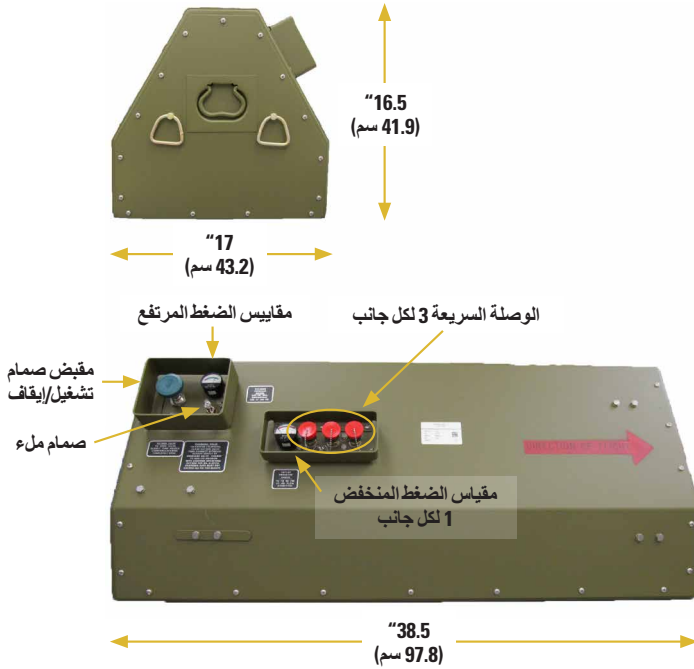 16.5“
(41.9 سم)
17“
(43.2 سم)
مقاييس الضغط المرتفع
الوصلة السريعة 3 لكل جانب
مقبض صمام
تشغيل/إيقاف
صمام ملء
DIRECTION OF FLIGHT
مقياس الضغط المنخفض
1 لكل جانب
38.5“
(97.8 سم)